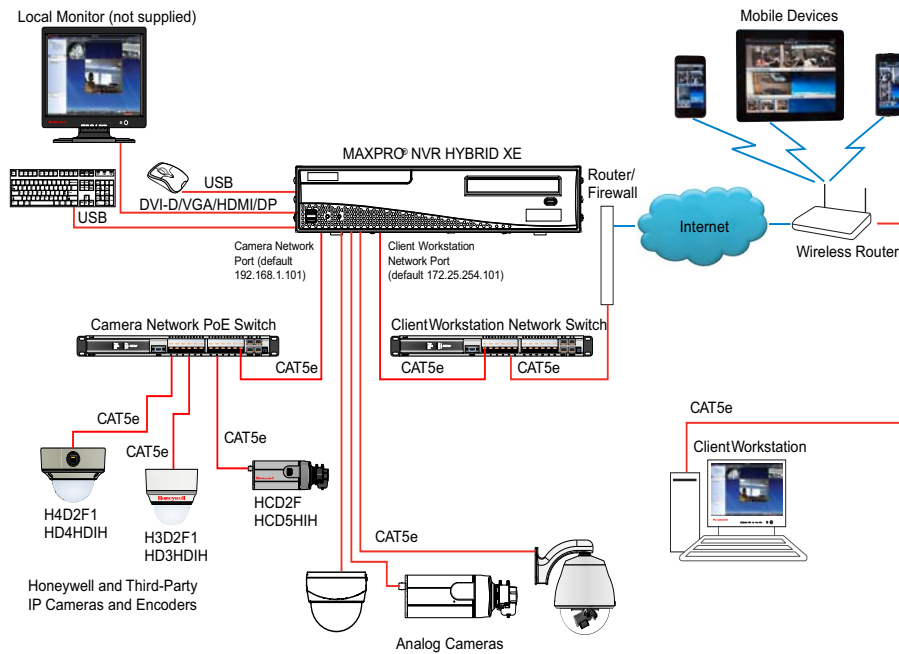 Local Monitor (not supplied)
Mobile Devices
MAXPRO® NVR HYBRID XE
Router/
Firewall
USB
DVI-D/VGA/HDMI/DP
USB
Internet
Wireless Router
Camera Network
Port (default
192.168.1.101)
Client Workstation
Network Port
(default 172.25.254.101)
Camera Network PoE Switch
Client Workstation Network Switch
CAT5e
CAT5e
CAT5e
CAT5e
CAT5e
CAT5e
CAT5e
Client Workstation
Honeywell
H4D2F1
HD4HDIH
H3D2F1
HD3HDIH
HCD2F
HCD5HIH
CAT5e
Honeywell and Third-Party
IP Cameras and Encoders
Analog Cameras